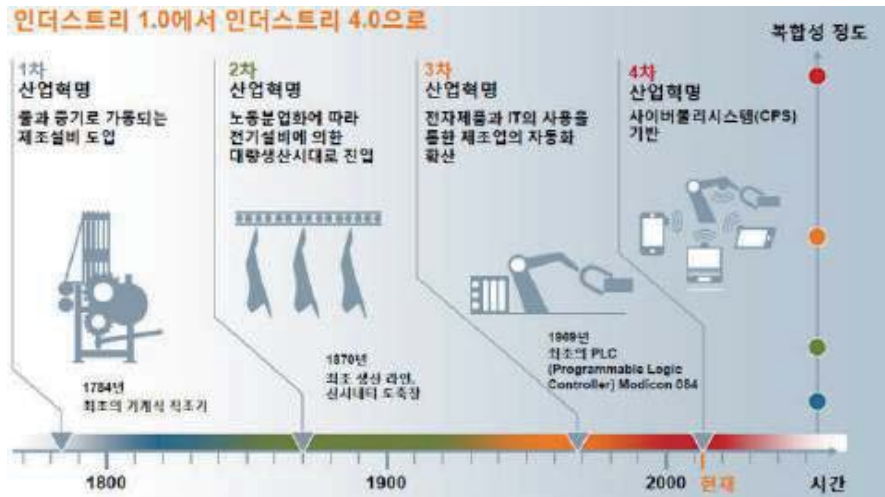 인더스트리 1.0에서 인더스트리 4.0으로
복합성 정도
1차
산업혁명
물과 증기로 가동되는
제조설비 도입
2차
산업혁명
노동분업화에 따라
전기설비에 의한
대량생산시대로 진입
3차
산업혁명
전자제품과 IT의 사용을
통한 제조업의 자동화
확산
4차
산업혁명
사이버물리시스템(CPS)
기반
1784년
최초의 기계식 직조기
1870년
최초 생산 라인,
신시내티 도축장
1969년
최초의 PLC
(Programmable Logic
Controller) Modicon 084
1800
1900
2000
현재
시간